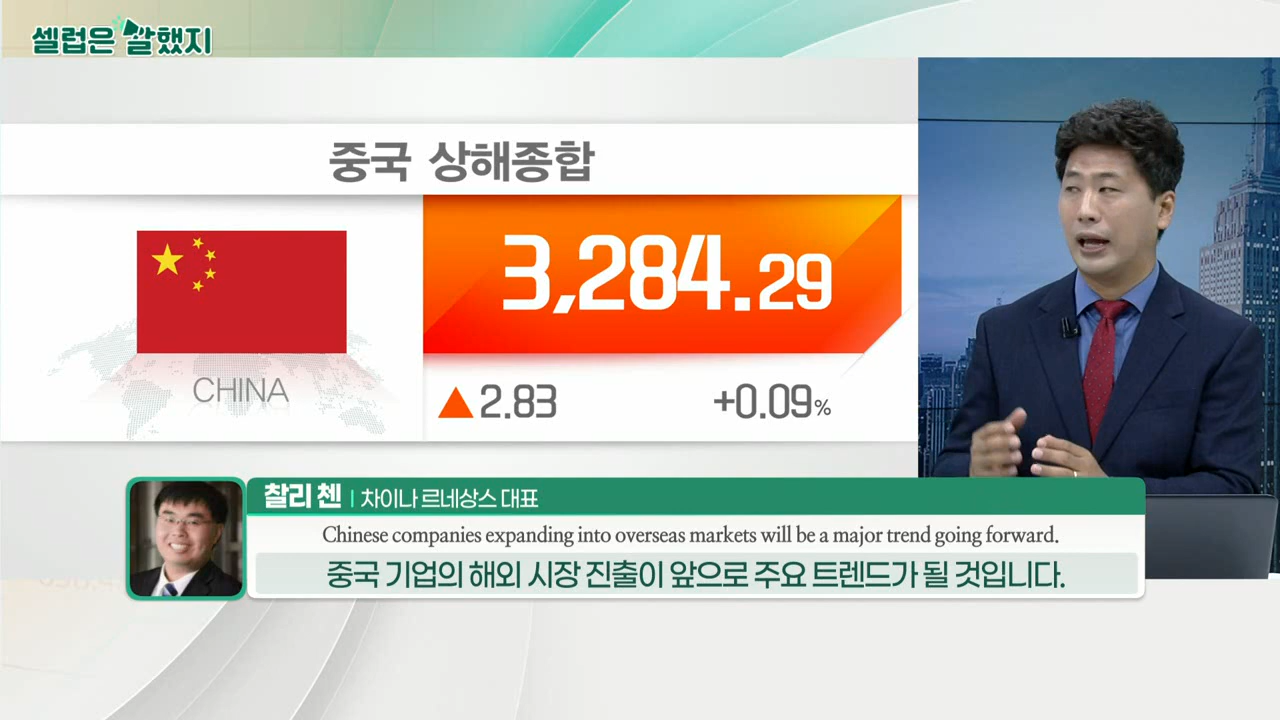 셀럽은 말했지
중국 상해종합
3,284.29
CHINA
▲2.83 +0.09%
찰리 첸 | 차이나 르네상스 대표
Chinese companies expanding into overseas markets will be a major trend going forward.
중국 기업의 해외 시장 진출이 앞으로 주요 트렌드가 될 것입니다.